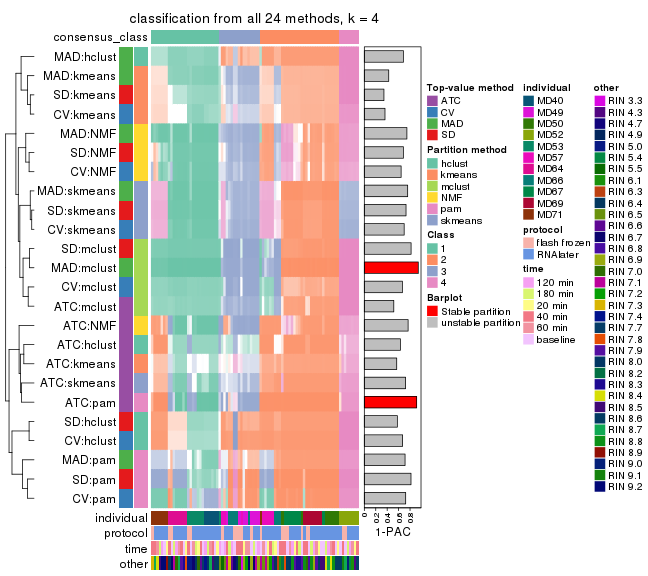 classification from all 24 methods, k = 4
consensus_class
MAD:hclust
MAD:kmeans
SD:kmeans
CV:kmeans
MAD:NMF
SD:NMF
CV:NMF
MAD:skmeans
SD:skmeans
CV:skmeans
SD:mclust
MAD:mclust
CV:mclust
ATC:mclust
ATC:NMF
ATC:hclust
ATC:kmeans
ATC:skmeans
ATC:pam
SD:hclust
CV:hclust
MAD:pam
SD:pam
CV:pam
individual
protocol
time
other
0 0.2 0.4 0.6 0.8
1-PAC
Top-value method
ATC
CV
MAD
SD
Partition method
hclust
kmeans
mclust
NMF
pam
skmeans
Class
1
2
3
4
Barplot
Stable partition
unstable partition
individual
MD40
MD49
MD50
MD52
MD53
MD57
MD64
MD66
MD67
MD69
MD71
protocol
flash frozen
RNAlater
time
120 min
180 min
20 min
40 min
60 min
baseline
other
RIN 3.3
RIN 4.3
RIN 4.7
RIN 4.9
RIN 5.0
RIN 5.4
RIN 5.5
RIN 6.1
RIN 6.3
RIN 6.4
RIN 6.5
RIN 6.6
RIN 6.7
RIN 6.8
RIN 6.9
RIN 7.0
RIN 7.1
RIN 7.2
RIN 7.3
RIN 7.4
RIN 7.7
RIN 7.8
RIN 7.9
RIN 8.0
RIN 8.2
RIN 8.3
RIN 8.4
RIN 8.5
RIN 8.6
RIN 8.7
RIN 8.8
RIN 8.9
RIN 9.0
RIN 9.1
RIN 9.2